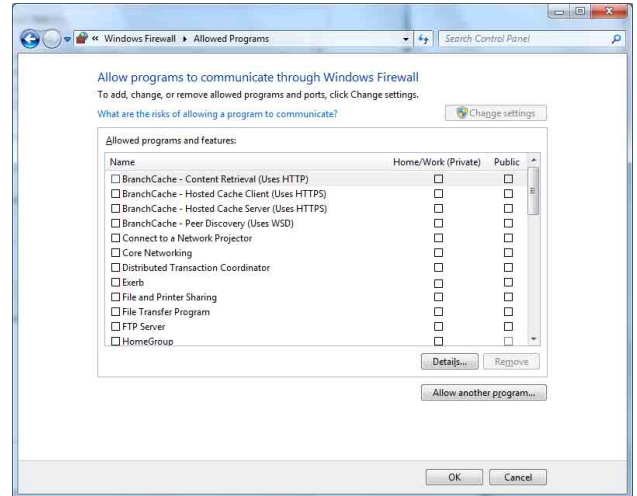 « Windows Firewall ▸ Allowed Programs
Search Control Panel
Allow programs to communicate through Windows Firewall
To add, change, or remove allowed programs and ports, click Change settings.
What are the risks of allowing a program to communicate?
Change settings
Allowed programs and features:
Name Home/Work (Private) Public
BranchCache - Content Retrieval (Uses HTTP)
BranchCache - Hosted Cache Client (Uses HTTPS)
BranchCache - Hosted Cache Server (Uses HTTPS)
BranchCache - Peer Discovery (Uses WSD)
Connect to a Network Projector
Core Networking
Distributed Transaction Coordinator
Exerb
File and Printer Sharing
File Transfer Program
FTP Server
HomeGroup
Details... Remove
Allow another program...
OK Cancel